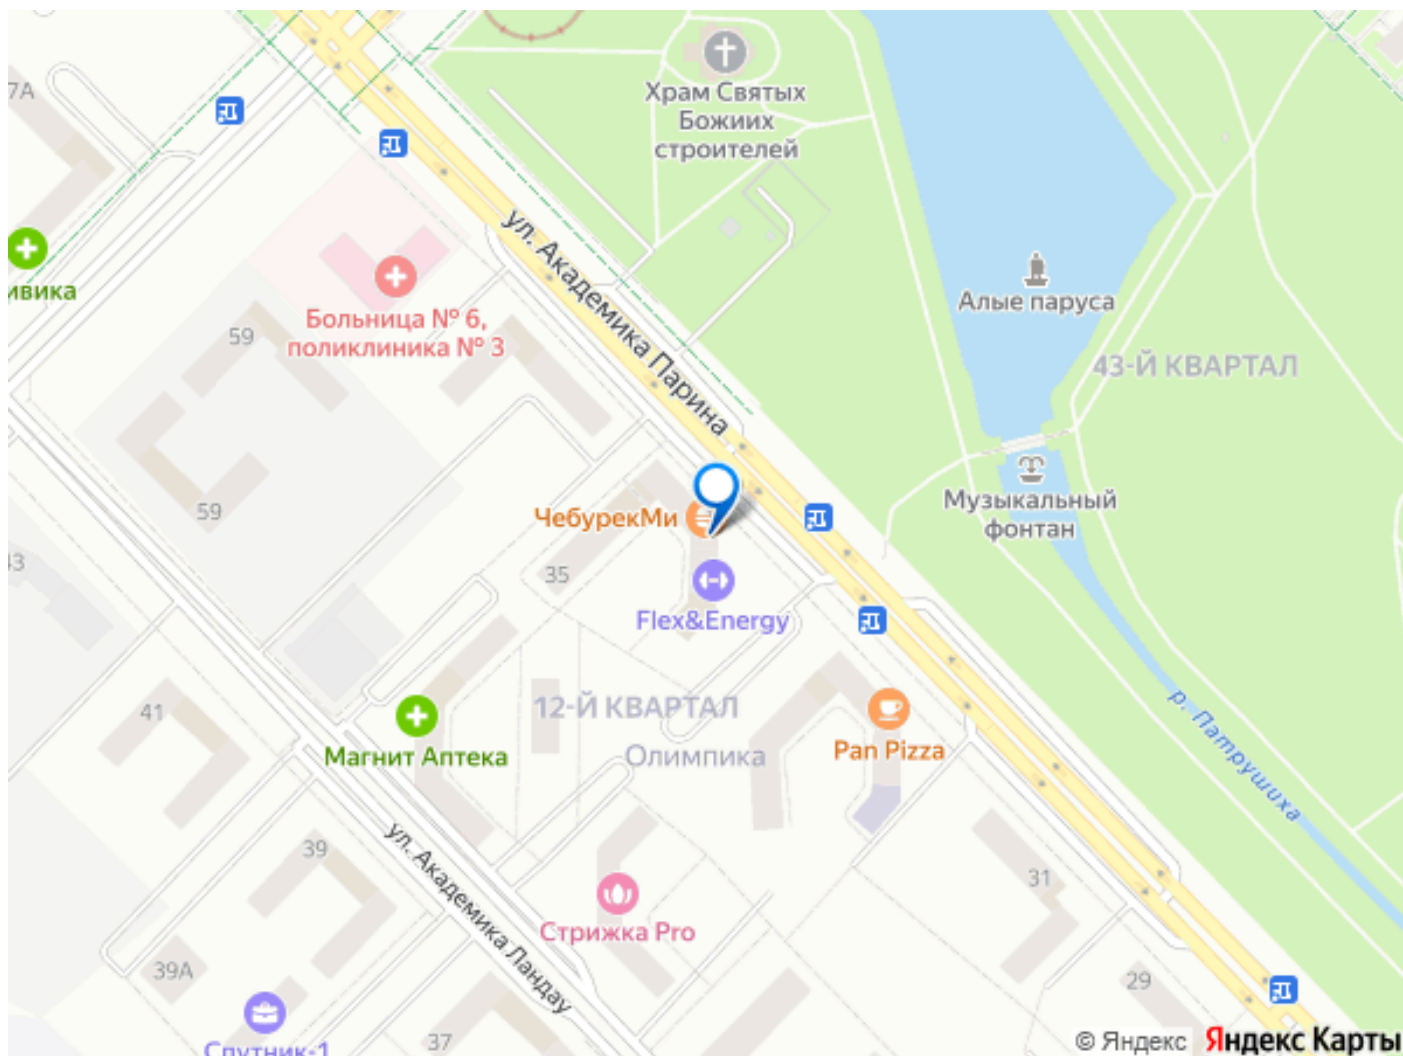 Храм Святых
Божиих
строителей
7А
ул. Академика Парина
ивика
Алые паруса
Больница № 6,
поликлиника № 3
59
43-Й КВАРТАЛ
59
Музыкальный
фонтан
ЧебурекМи
35
Flex&Energy
12-Й КВАРТАЛ
41
Магнит Аптека
Олимпика
Pan Pizza
р. Патрушиха
ул. Академика Ландау
39
31
Стрижка Pro
39А
29
Спутник-1
37
© Яндекс
Яндекс Карты